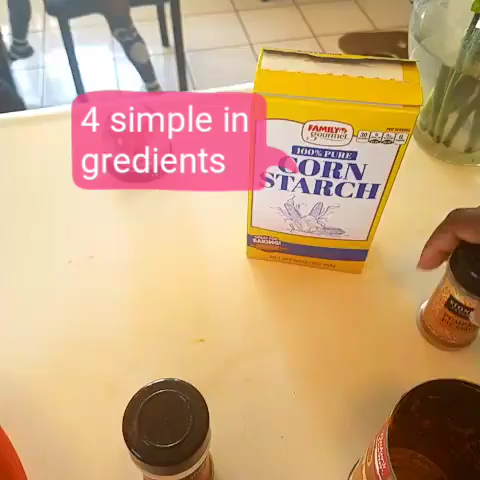 4 simple in
gredients
FAMILY
gourmet
100% PURE
CORN
STARCH
BAKING!